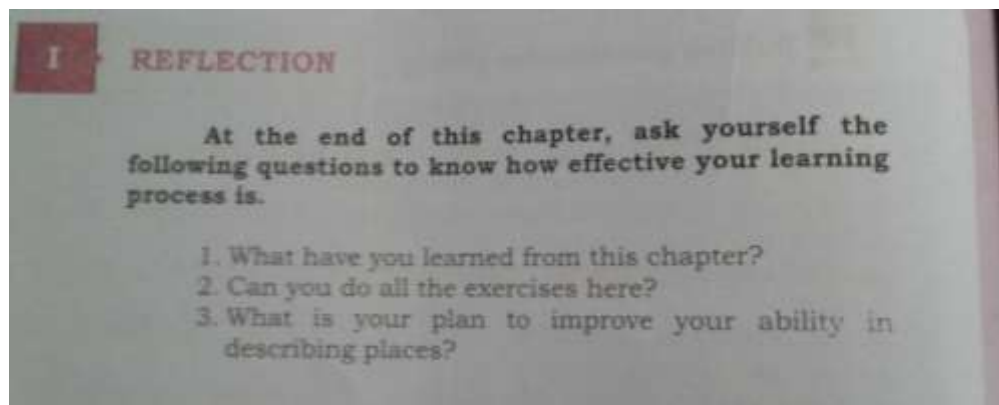 I REFLECTION
At the end of this chapter, ask yourself the
following questions to know how effective your learning
process is.
1. What have you learned from this chapter?
2. Can you do all the exercises here?
3. What is your plan to improve your ability in
describing places?